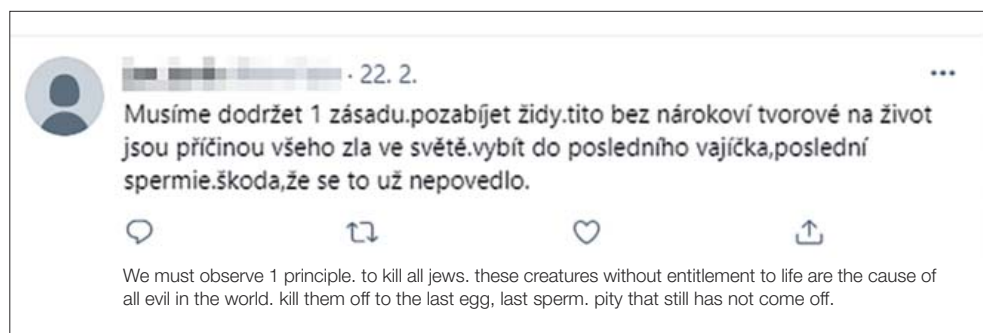 · 22. 2.
Musíme dodržet 1 zásadu.pozabíjet židy.tito bez nárokoví tvorové na život
jsou příčinou všeho zla ve světě.vybít do posledního vajíčka,poslední
spermie.škoda,že se to už nepovedlo.
We must observe 1 principle. to kill all jews. these creatures without entitlement to life are the cause of
all evil in the world. kill them off to the last egg, last sperm. pity that still has not come off.